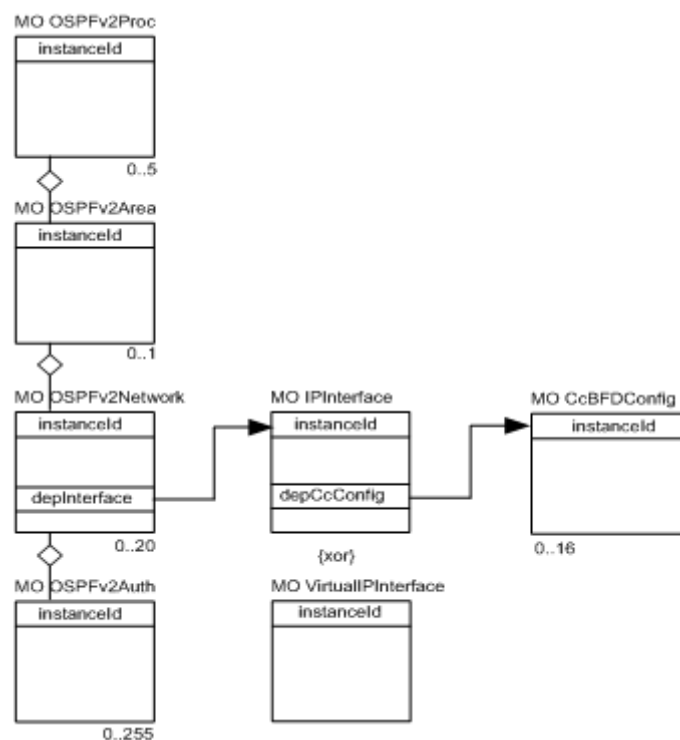 MO OSPFv2Proc
instanceId
0..5
MO OSPFv2Area
instanceId
0..1
MO OSPFv2Network
instanceId
depInterface
0..20
MO IPInterface
instanceId
depCcConfig
{xor}
MO CcBFDConfig
instanceId
0..16
MO OSPFv2Auth
instanceId
0..255
MO VirtualIPInterface
instanceId